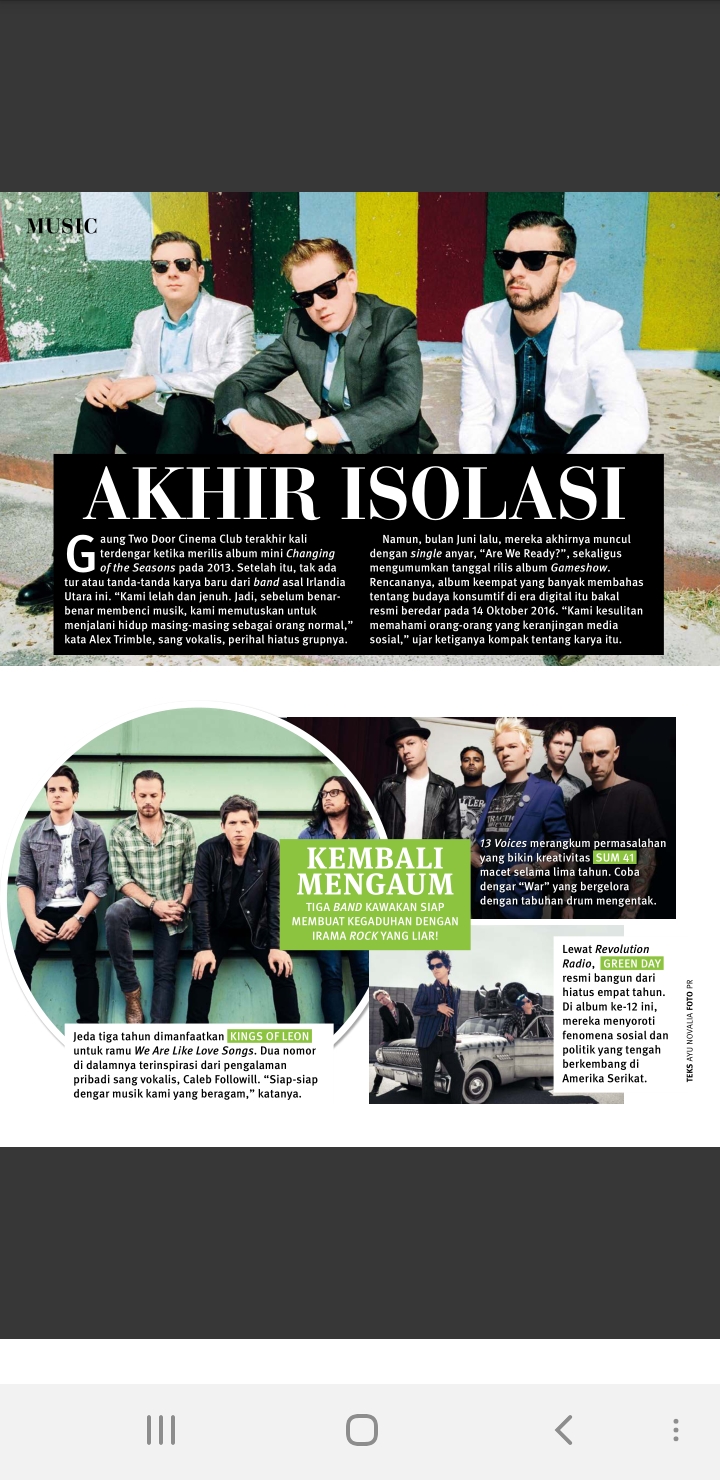 MUSIC
AKHIR ISOLASI
Gaung Two Door Cinema Club terakhir kali
terdengar ketika merilis album mini Changing
of the Seasons pada 2013. Setelah itu, tak ada
tur atau tanda-tanda karya baru dari band asal Irlandia
Utara ini. “Kami lelah dan jenuh. Jadi, sebelum benar-
benar membenci musik, kami memutuskan untuk
menjalani hidup masing-masing sebagai orang normal,”
kata Alex Trimble, sang vokalis, perihal hiatus grupnya.
Namun, bulan Juni lalu, mereka akhirnya muncul
dengan single anyar, “Are We Ready?”, sekaligus
mengumumkan tanggal rilis album Gameshow.
Rencananya, album keempat yang banyak membahas
tentang budaya konsumtif di era digital itu bakal
resmi beredar pada 14 Oktober 2016. “Kami kesulitan
memahami orang-orang yang keranjingan media
sosial,” ujar ketiganya kompak tentang karya itu.
KEMBALI
MENGAUM
TIGA BAND KAWAKAN SIAP
MEMBUAT KEGADUHAN DENGAN
IRAMA ROCK YANG LIAR!
13 Voices merangkum permasalahan
yang bikin kreativitas SUM 41
macet selama lima tahun. Coba
dengar “War” yang bergelora
dengan tabuhan drum mengentak.
Lewat Revolution
Radio, GREEN DAY
resmi bangun dari
hiatus empat tahun.
Di album ke-12 ini,
mereka menyoroti
fenomena sosial dan
politik yang tengah
berkembang di
Amerika Serikat.
Jeda tiga tahun dimanfaatkan KINGS OF LEON
untuk ramu We Are Like Love Songs. Dua nomor
di dalamnya terinspirasi dari pengalaman
pribadi sang vokalis, Caleb Followill. “Siap-siap
dengar musik kami yang beragam,” katanya.
TEKS AYU NOVALIA FOTO PR